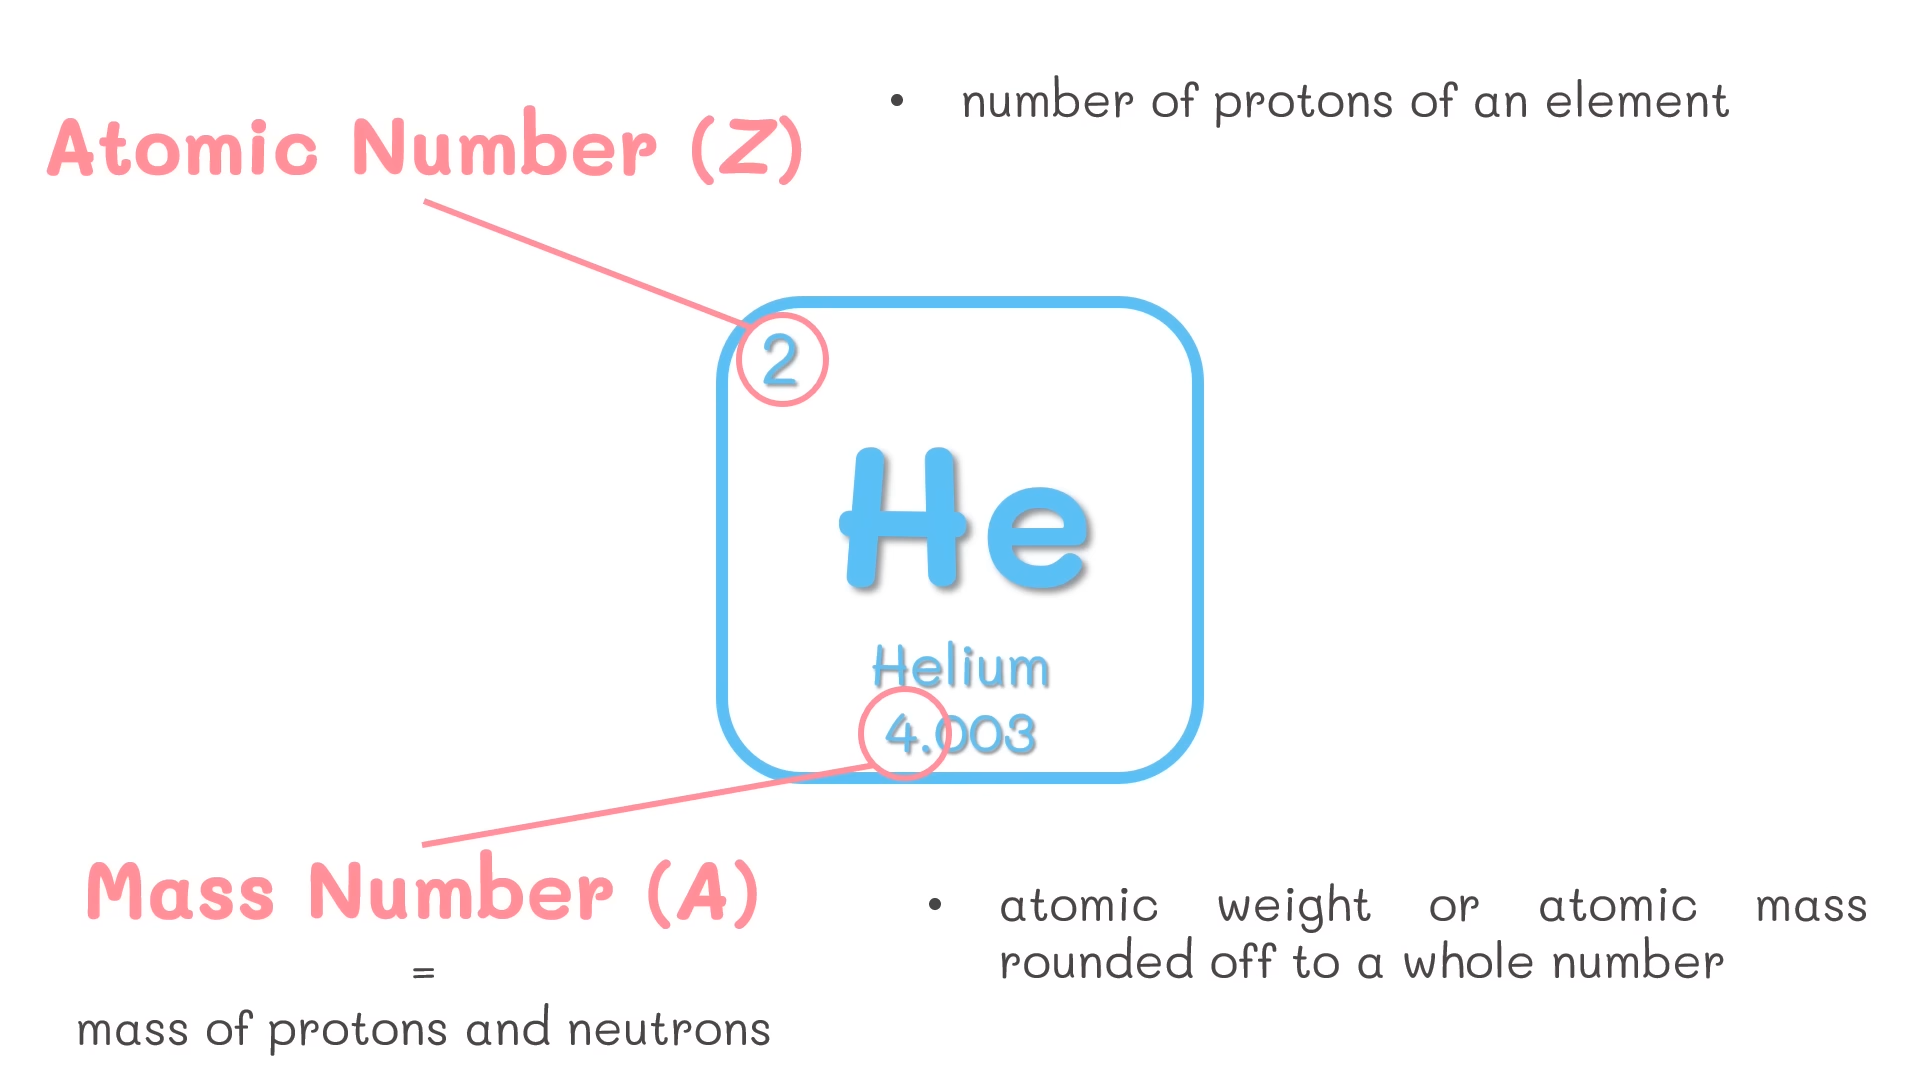 Atomic Number (Z)
• number of protons of an element
2
He
Helium
4.003
Mass Number (A)
=
mass of protons and neutrons
• atomic weight or atomic mass
rounded off to a whole number